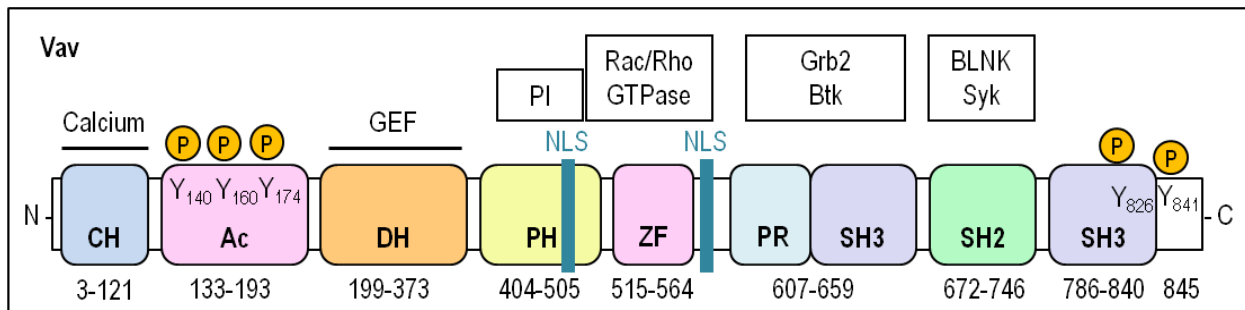 Vav
Rac/Rho
GTPase
Grb2
Btk
BLNK
Syk
PI
Calcium
GEF
NLS
NLS
P P P
P P
Y140 Y160 Y174
Y826 Y841
N
C
CH Ac DH PH ZF PR SH3 SH2 SH3
3-121 133-193 199-373 404-505 515-564 607-659 672-746 786-840 845